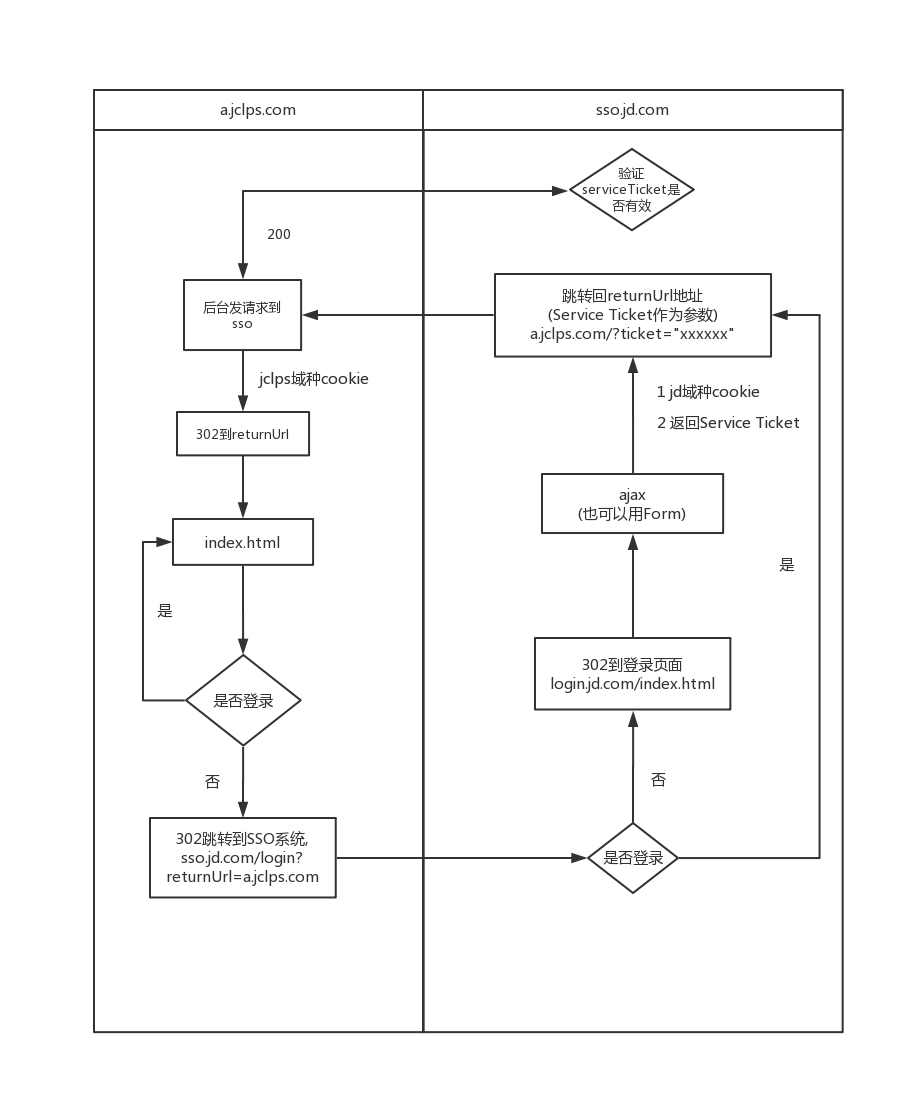 a.jclps.com
sso.jd.com
验证
serviceTicket是
否有效
200
后台发请求到
sso
跳转回returnUrl地址
(Service Ticket作为参数)
a.jclps.com/?ticket="xxxxxx"
jclps域种cookie
1 jd域种cookie
2 返回Service Ticket
302到returnUrl
ajax
(也可以用Form)
index.html
是
是
302到登录页面
login.jd.com/index.html
是否登录
否
否
302跳转到SSO系统,
sso.jd.com/login?
returnUrl=a.jclps.com
是否登录